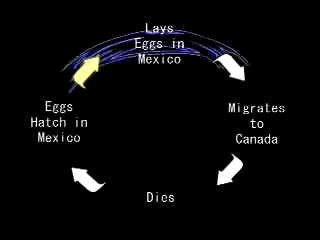 Lays
Eggs in
Mexico
Migrates
to
Canada
Dies
Eggs
Hatch in
Mexico